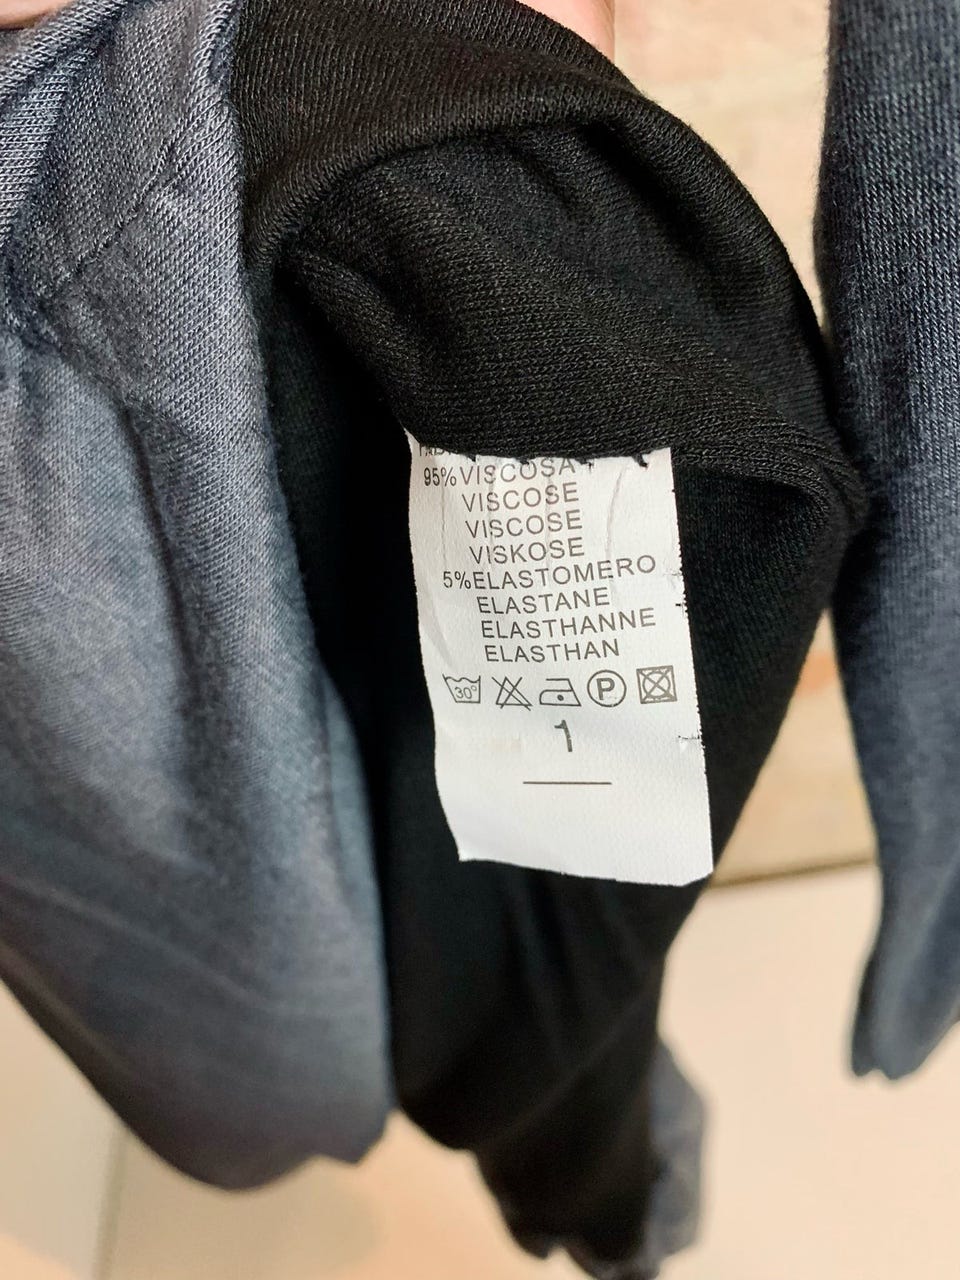 95% VISCOSA
VISCOSE
VISCOSE
VISKOSE
5% ELASTOMERO
ELASTANE
ELASTHANNE
ELASTHAN
30° P
1